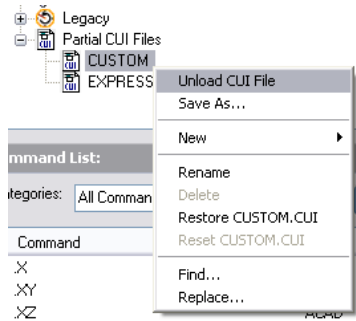 Legacy
Partial CUI Files
CUSTOM
EXPRESS
Unload CUI File
Save As...
New
Rename
Delete
Restore CUSTOM.CUI
Reset CUSTOM.CUI
Find...
Replace...
mmand List:
tegories: All Comman
Command
.X
.XY
.XZ ACAD